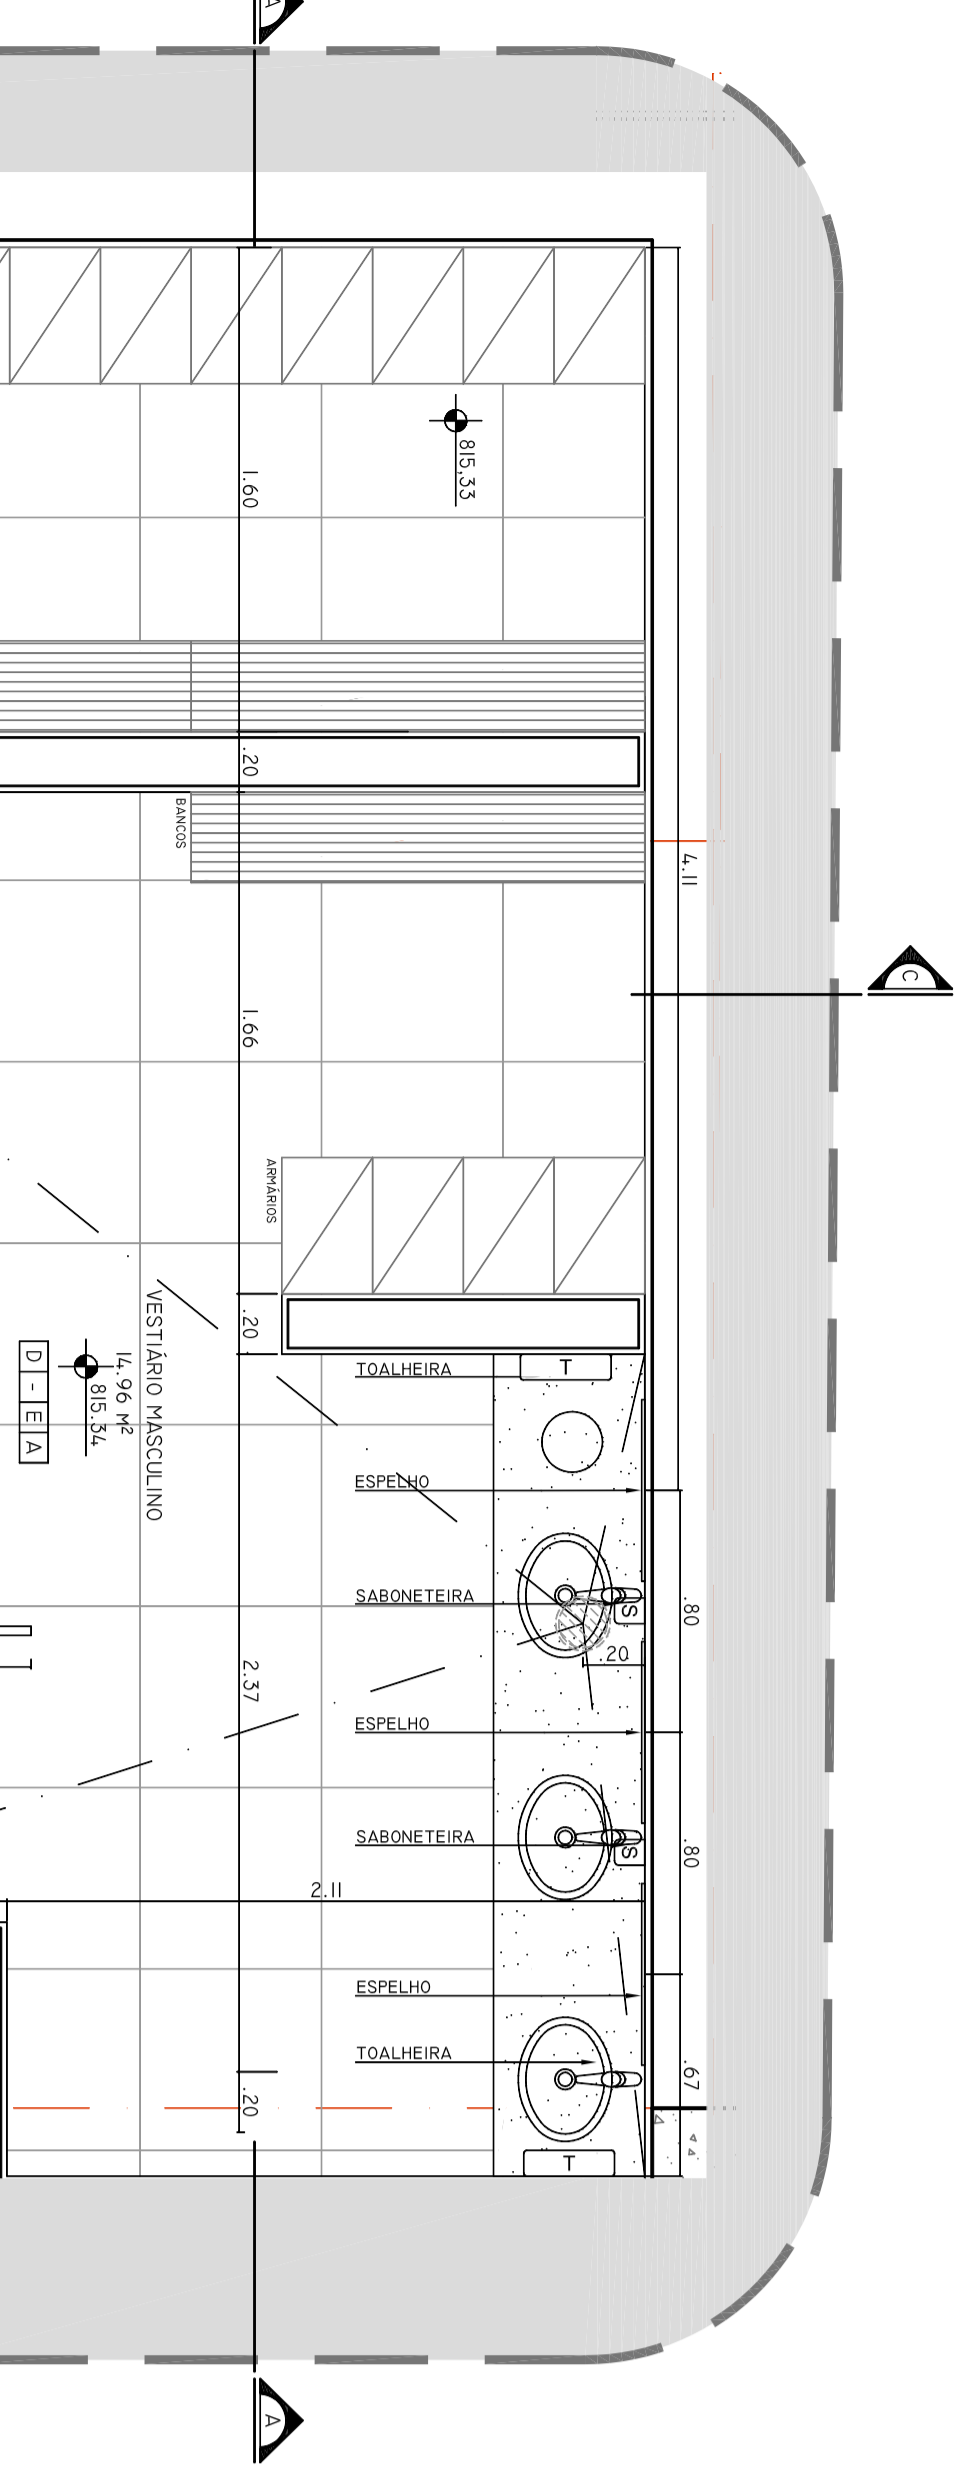 A
815,33
1.60
.20
BANCOS
4.11
C
1.66
ARMÁRIOS
.20
VESTIÁRIO MASCULINO
14.96 M²
815.34
D - E A
TOALHEIRA
T
ESPELHO
SABONETEIRA
S
.80
.20
2.37
ESPELHO
SABONETEIRA
S
.80
2.11
ESPELHO
TOALHEIRA
.67
.20
T
A